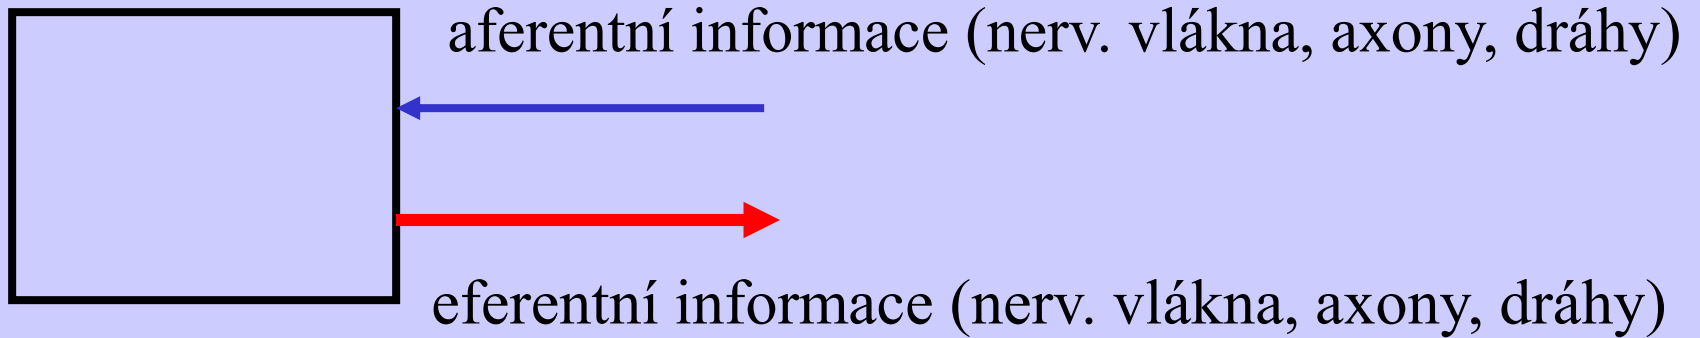 aferentní informace (nerv. vlákna, axony, dráhy)
eferentní informace (nerv. vlákna, axony, dráhy)